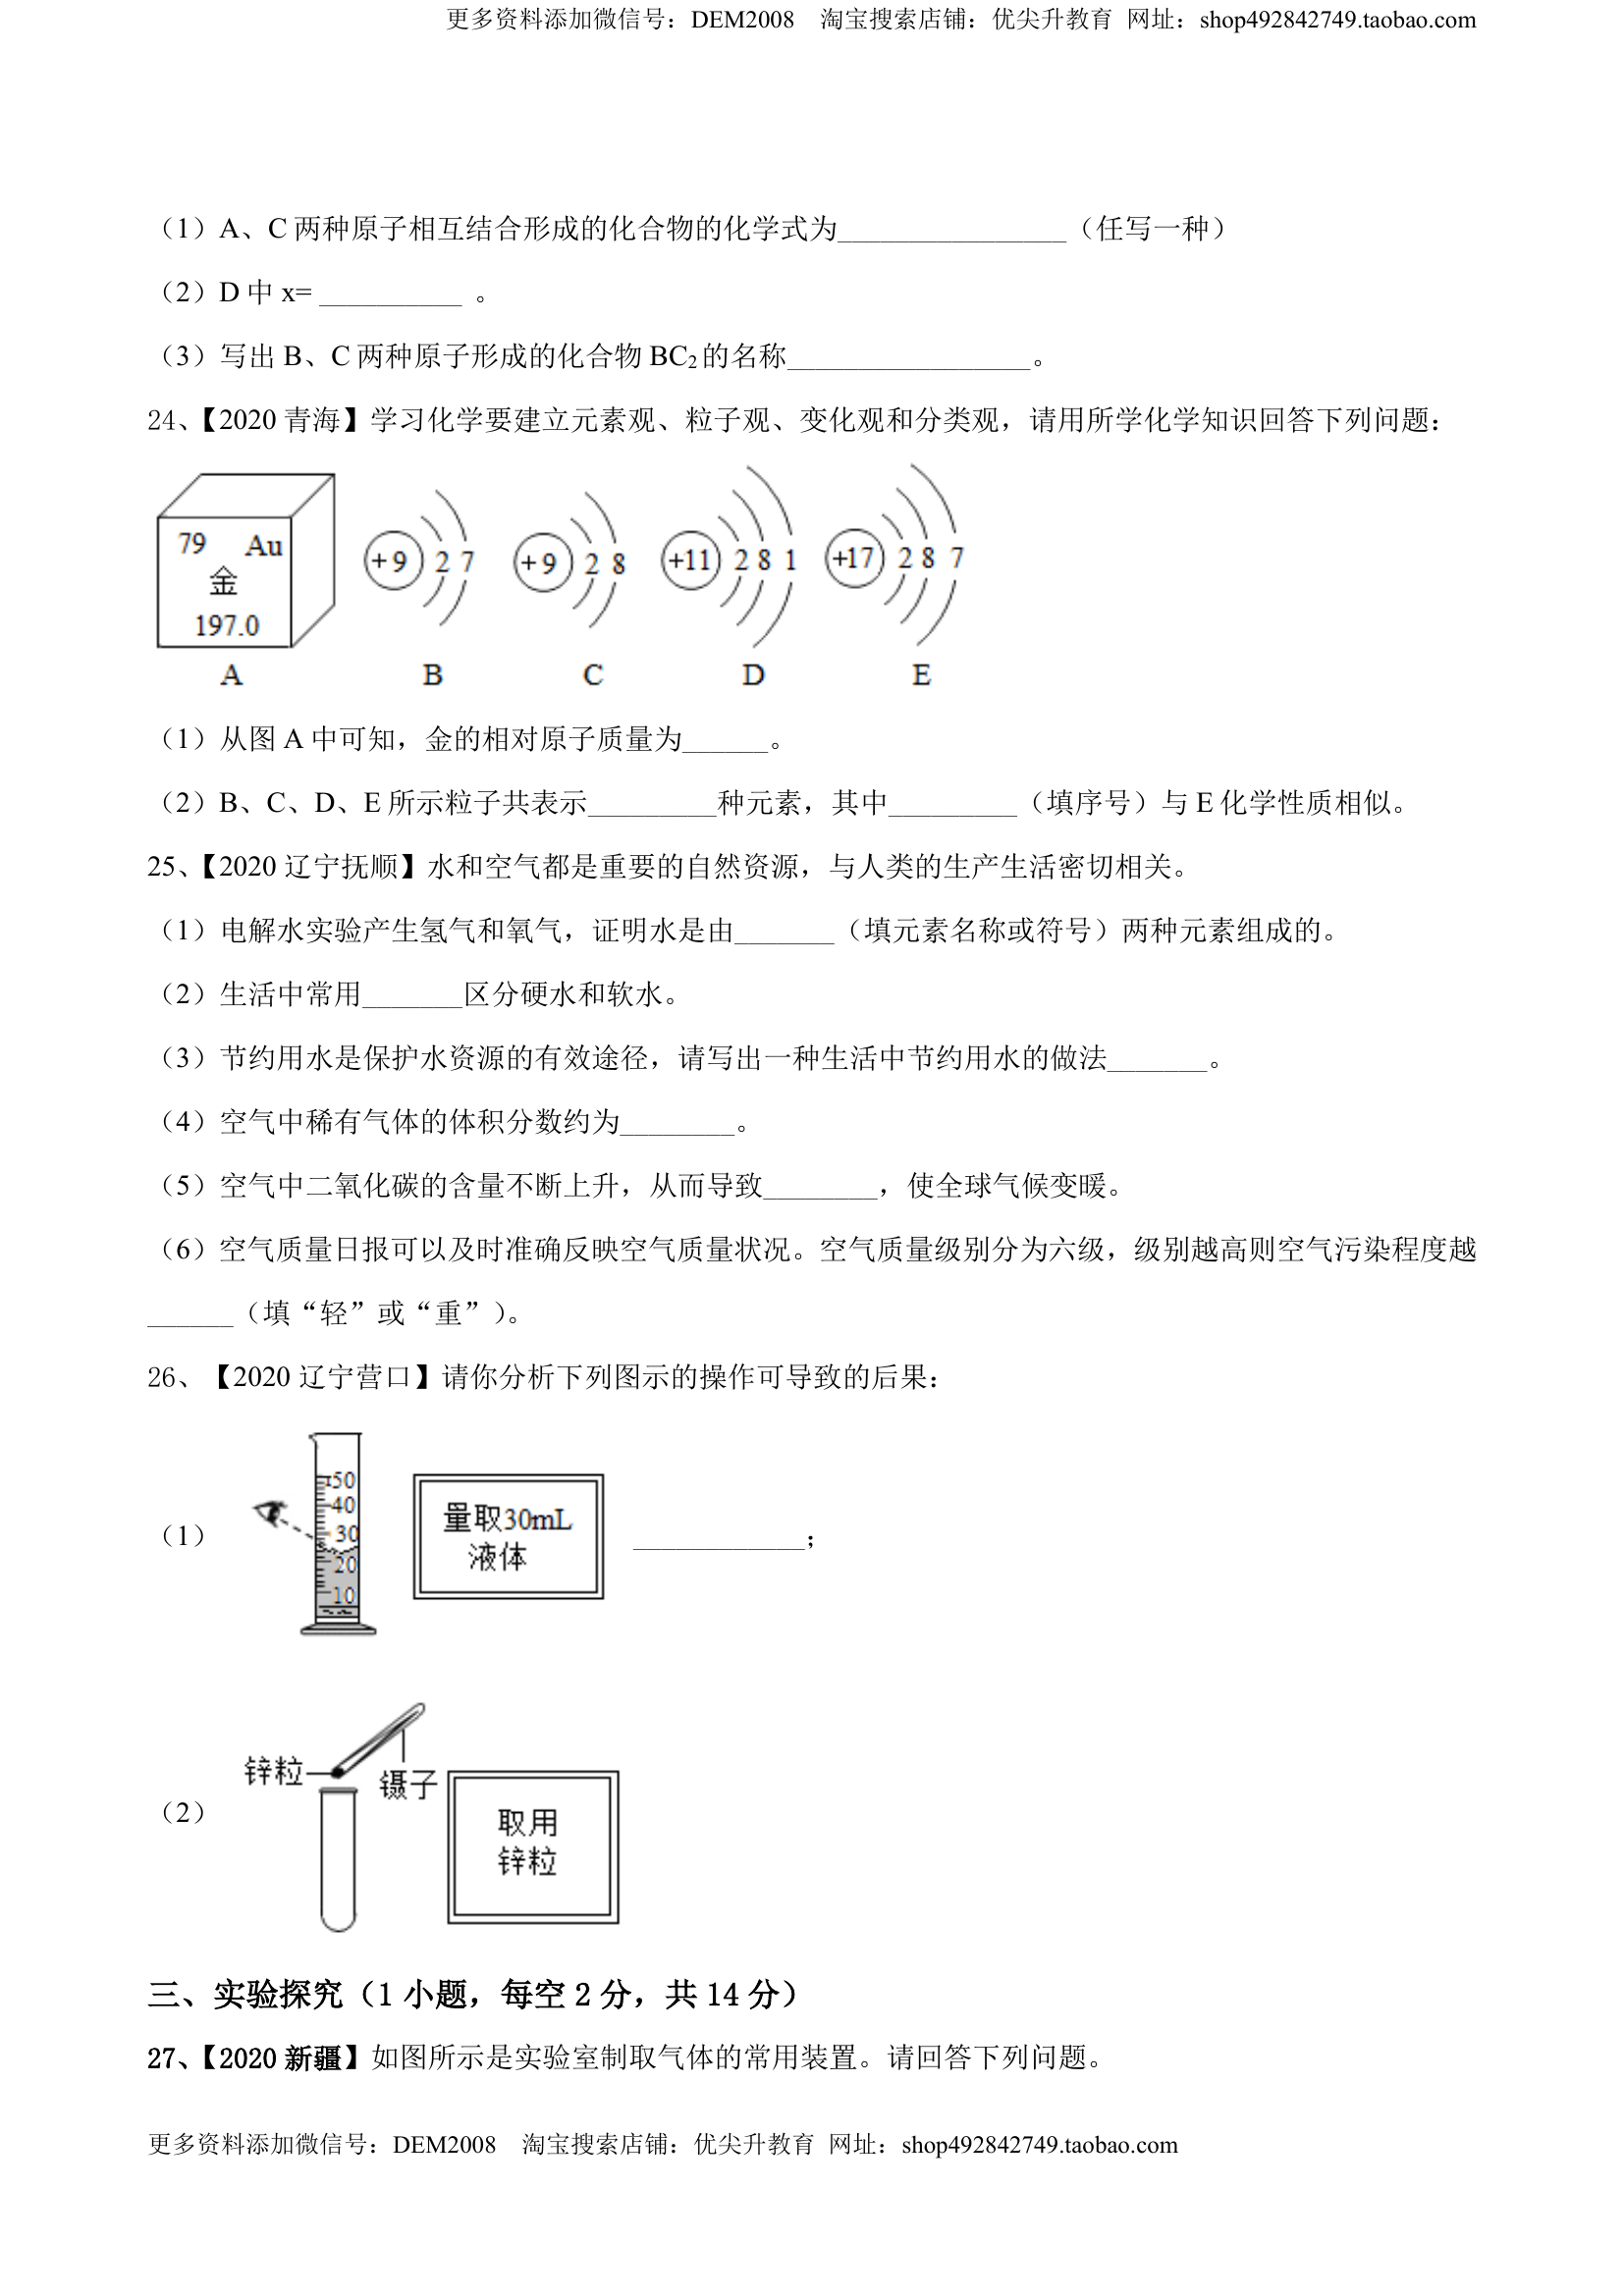 更多资料添加微信号：DEM2008 淘宝搜索店铺：优尖升教育 网址：shop492842749.taobao.com
（1）A、C 两种原子相互结合形成的化合物的化学式为________________（任写一种）
（2）D 中 x= __________ 。
（3）写出 B、C 两种原子形成的化合物 BC₂ 的名称_________________。
24、【2020 青海】学习化学要建立元素观、粒子观、变化观和分类观，请用所学化学知识回答下列问题：
79 Au
金
197.0
A
+9 2 7
B
+9 2 8
C
+11 2 8 1
D
+17 2 8 7
E
（1）从图 A 中可知，金的相对原子质量为______。
（2）B、C、D、E 所示粒子共表示_________种元素，其中_________（填序号）与 E 化学性质相似。
25、【2020 辽宁抚顺】水和空气都是重要的自然资源，与人类的生产生活密切相关。
（1）电解水实验产生氢气和氧气，证明水是由_______（填元素名称或符号）两种元素组成的。
（2）生活中常用_______区分硬水和软水。
（3）节约用水是保护水资源的有效途径，请写出一种生活中节约用水的做法_______。
（4）空气中稀有气体的体积分数约为________。
（5）空气中二氧化碳的含量不断上升，从而导致________，使全球气候变暖。
（6）空气质量日报可以及时准确反映空气质量状况。空气质量级别分为六级，级别越高则空气污染程度越
______（填“轻”或“重”）。
26、【2020 辽宁营口】请你分析下列图示的操作可导致的后果：
（1）
50
40
30
20
10
量取30mL
液体
____________；
（2）
锌粒
镊子
取用
锌粒
三、实验探究（1 小题，每空 2 分，共 14 分）
27、【2020 新疆】如图所示是实验室制取气体的常用装置。请回答下列问题。
更多资料添加微信号：DEM2008 淘宝搜索店铺：优尖升教育 网址：shop492842749.taobao.com